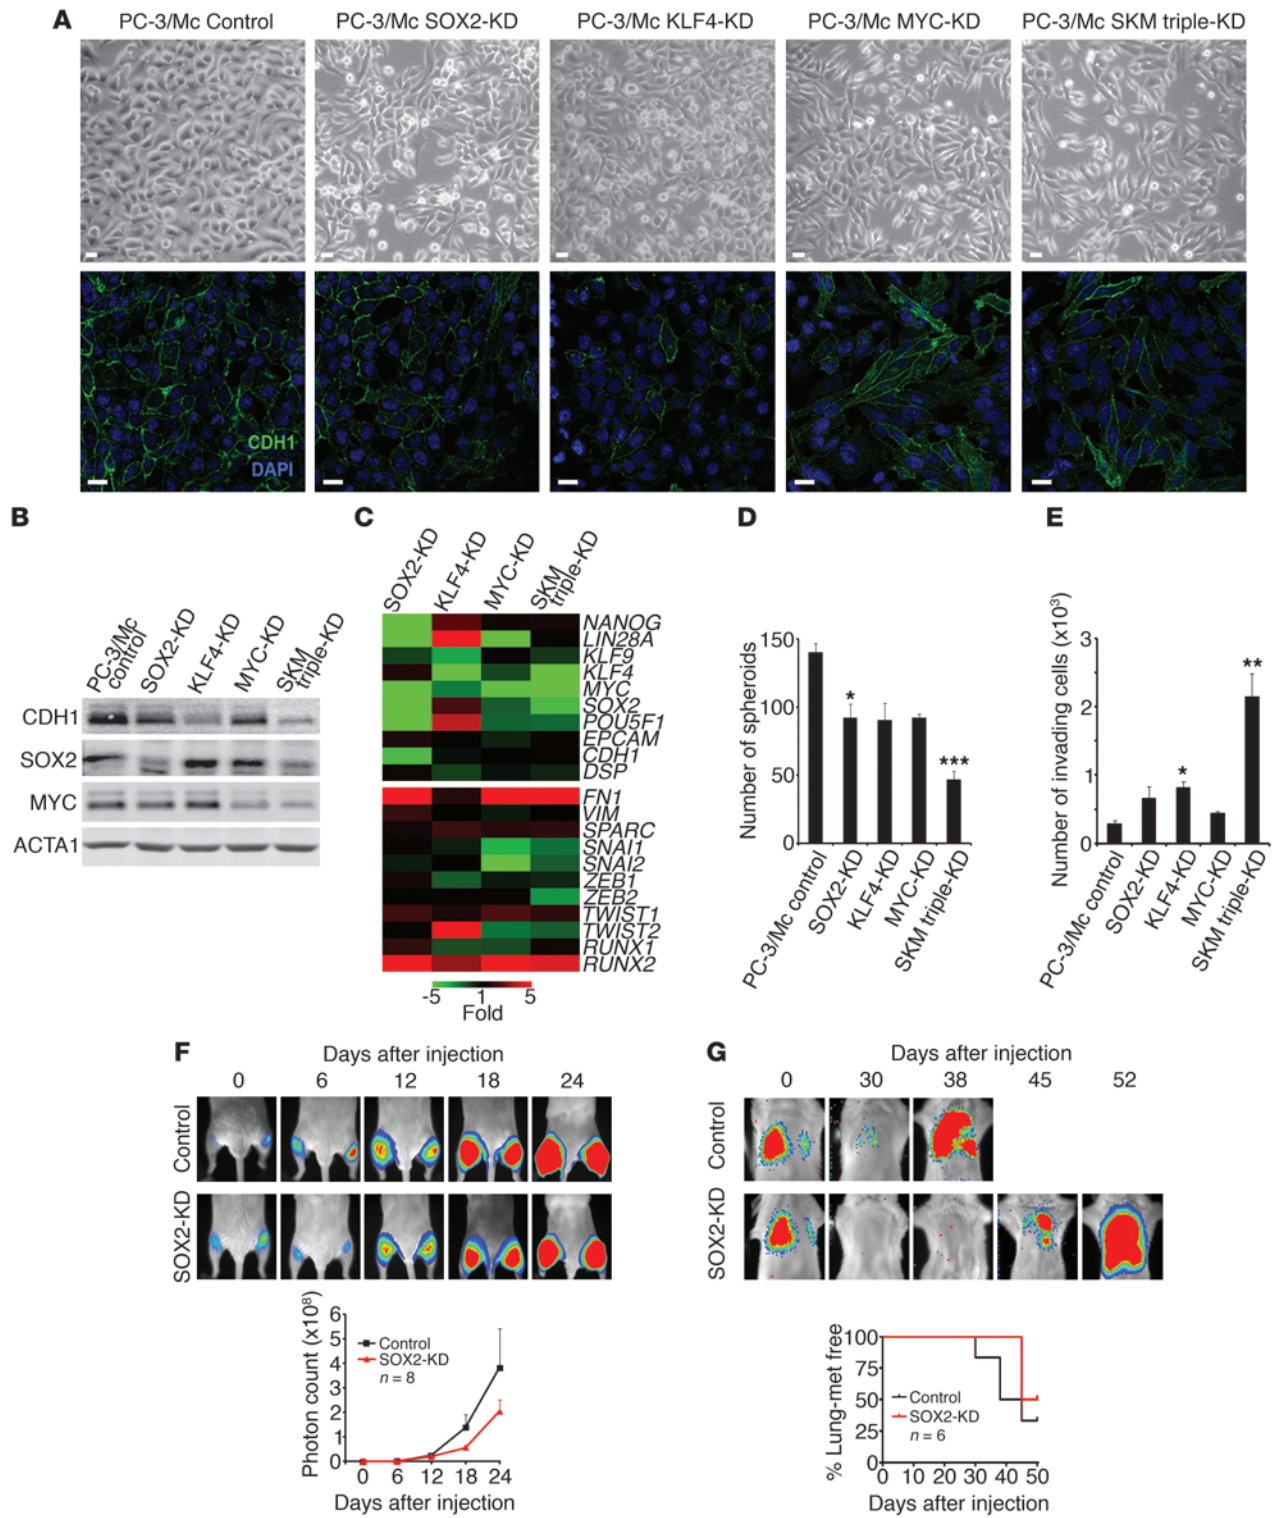 A
PC-3/Mc Control PC-3/Mc SOX2-KD PC-3/Mc KLF4-KD PC-3/Mc MYC-KD PC-3/Mc SKM triple-KD
CDH1
DAPI
B
PC-3/Mc control
SOX2-KD
KLF4-KD
MYC-KD
SKM triple-KD
CDH1
SOX2
MYC
ACTA1
C
SOX2-KD
KLF4-KD
MYC-KD
SKM triple-KD
NANOG
LIN28A
KLF9
KLF4
MYC
SOX2
POU5F1
EPCAM
CDH1
DSP
FN1
VIM
SPARC
SNAI1
SNAI2
ZEB1
ZEB2
TWIST1
TWIST2
RUNX1
RUNX2
-5 1 5
Fold
D
Number of spheroids
150
100
50
0
*
***
PC-3/Mc control
SOX2-KD
KLF4-KD
MYC-KD
SKM triple-KD
E
Number of invading cells (x10³)
3
2
1
0
*
**
PC-3/Mc control
SOX2-KD
KLF4-KD
MYC-KD
SKM triple-KD
F
Days after injection
0 6 12 18 24
Control
SOX2-KD
Photon count (x10⁸)
6
5
4
3
2
1
0
Control
SOX2-KD
n = 8
0 6 12 18 24
Days after injection
G
Days after injection
0 30 38 45 52
Control
SOX2-KD
% Lung-met free
100
75
50
25
0
Control
SOX2-KD
n = 6
0 10 20 30 40 50
Days after injection